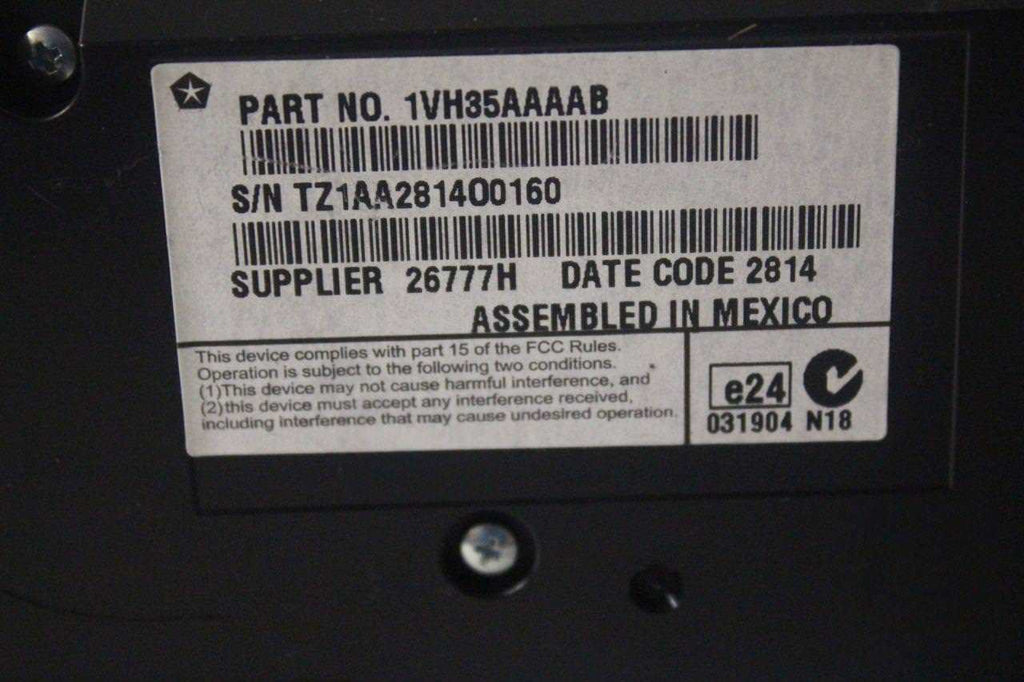 PART NO. 1VH35AAAAB
S/N TZ1AA281400160
SUPPLIER 26777H DATE CODE 2814
ASSEMBLED IN MEXICO
This device complies with part 15 of the FCC Rules.
Operation is subject to the following two conditions.
(1)This device may not cause harmful interference, and
(2)this device must accept any interference received,
including interference that may cause undesired operation.
e24
031904 N18